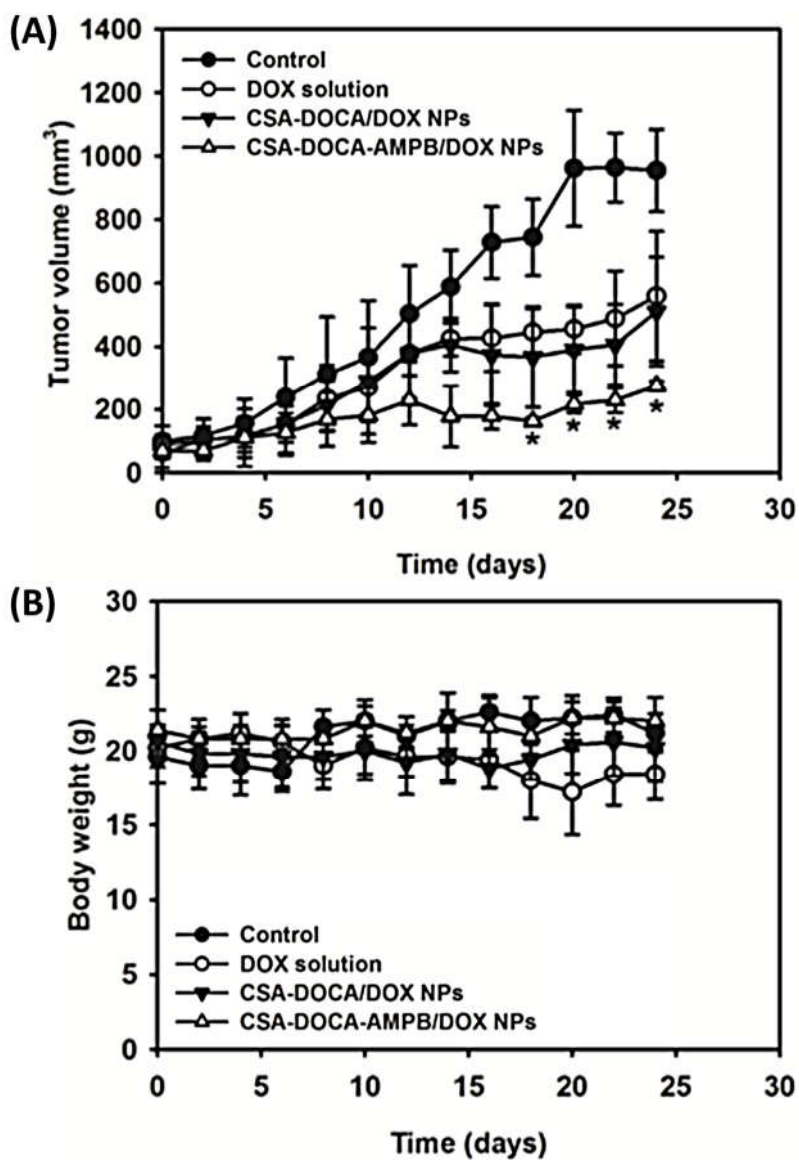 (A)
1400
1200
1000
800
600
400
200
0
Tumor volume (mm³)
Control
DOX solution
CSA-DOCA/DOX NPs
CSA-DOCA-AMPB/DOX NPs
* * * *
0 5 10 15 20 25 30
Time (days)
(B)
30
25
20
15
10
5
0
Body weight (g)
Control
DOX solution
CSA-DOCA/DOX NPs
CSA-DOCA-AMPB/DOX NPs
0 5 10 15 20 25 30
Time (days)